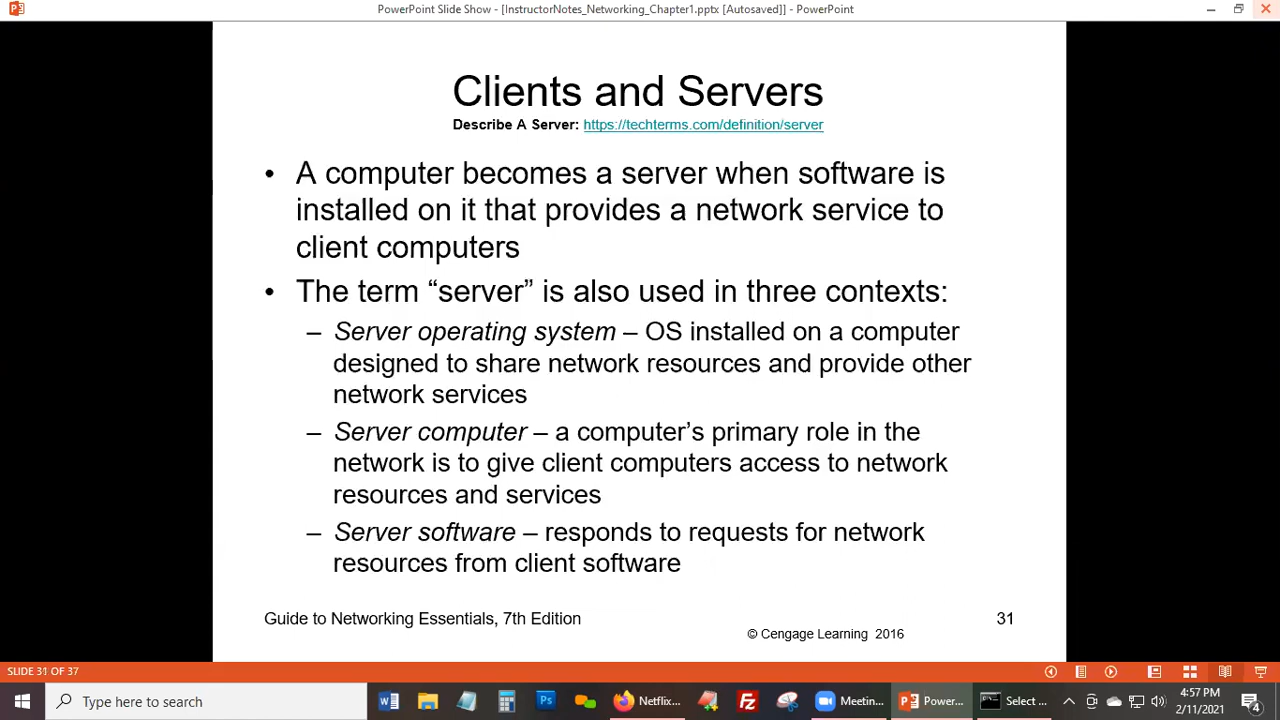 PowerPoint Slide Show - [InstructorNotes_Networking_Chapter1.pptx [Autosaved]] - PowerPoint
Clients and Servers
Describe A Server: https://techterms.com/definition/server
• A computer becomes a server when software is
installed on it that provides a network service to
client computers
• The term “server” is also used in three contexts:
– Server operating system – OS installed on a computer
designed to share network resources and provide other
network services
– Server computer – a computer’s primary role in the
network is to give client computers access to network
resources and services
– Server software – responds to requests for network
resources from client software
Guide to Networking Essentials, 7th Edition
31
© Cengage Learning 2016
SLIDE 31 OF 37
Type here to search
Netflix...
Meetin...
Power...
Select ...
4:57 PM
2/11/2021
4